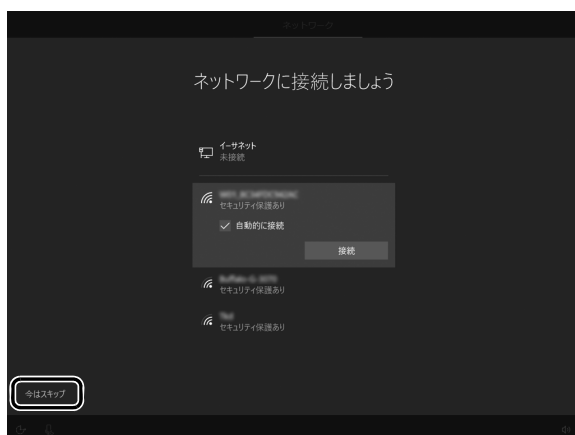 ネットワーク
ネットワークに接続しましょう
イーサネット
未接続
セキュリティ保護あり
自動的に接続
接続
セキュリティ保護あり
セキュリティ保護あり
今はスキップ